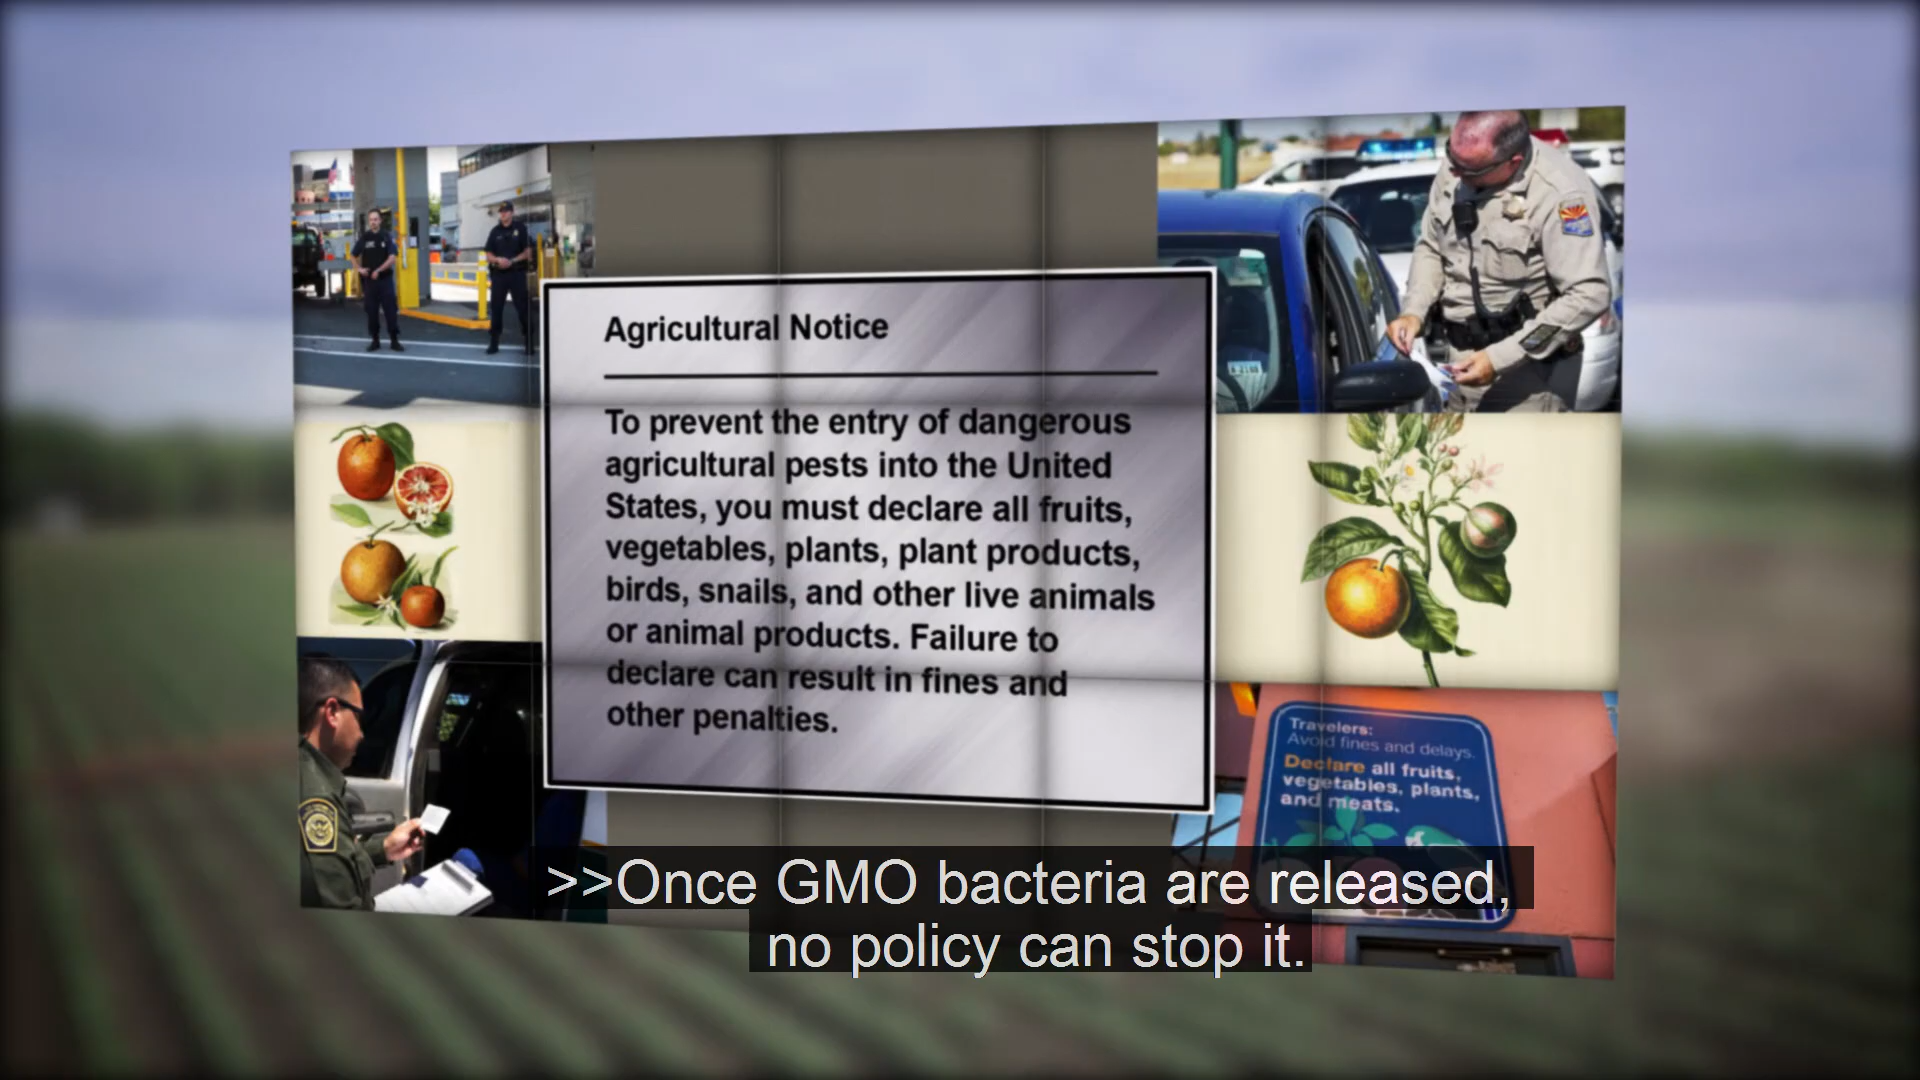 Agricultural Notice
To prevent the entry of dangerous
agricultural pests into the United
States, you must declare all fruits,
vegetables, plants, plant products,
birds, snails, and other live animals
or animal products. Failure to
declare can result in fines and
other penalties.
Travelers:
Avoid fines and delays.
Declare all fruits,
vegetables, plants,
and meats.
>>Once GMO bacteria are released,
no policy can stop it.